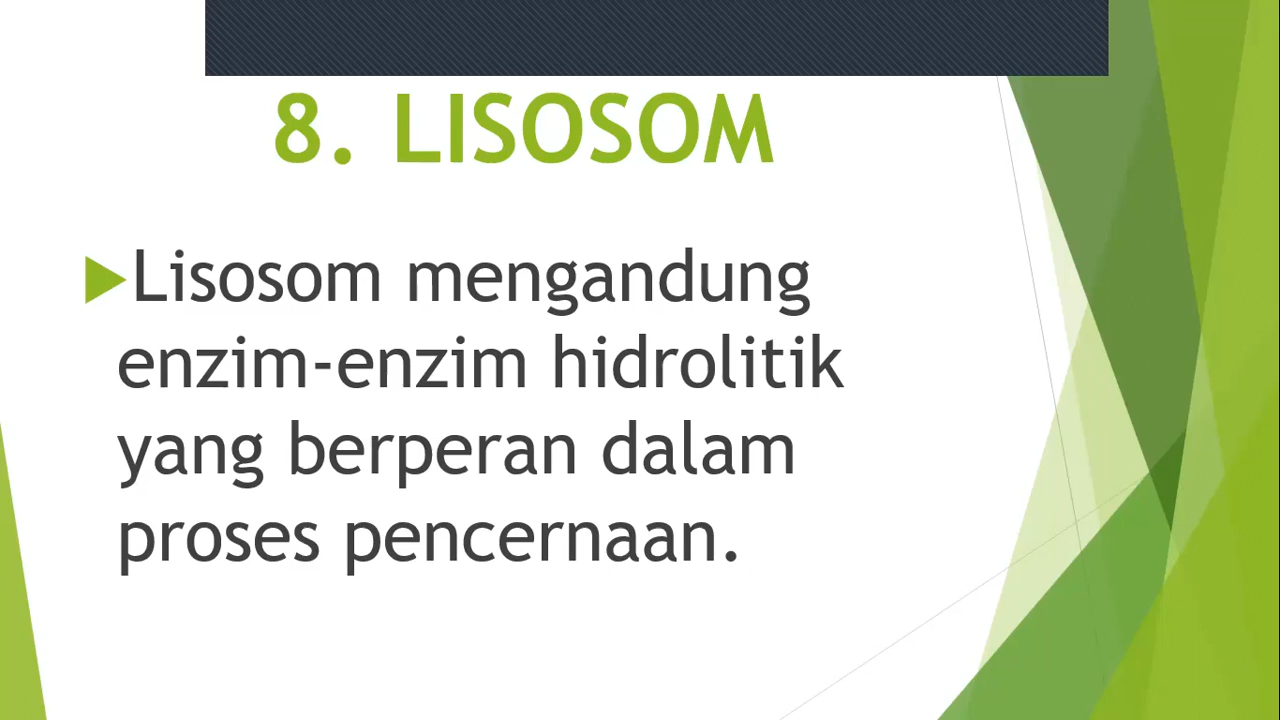 8. LISOSOM
Lisosom mengandung
enzim-enzim hidrolitik
yang berperan dalam
proses pencernaan.